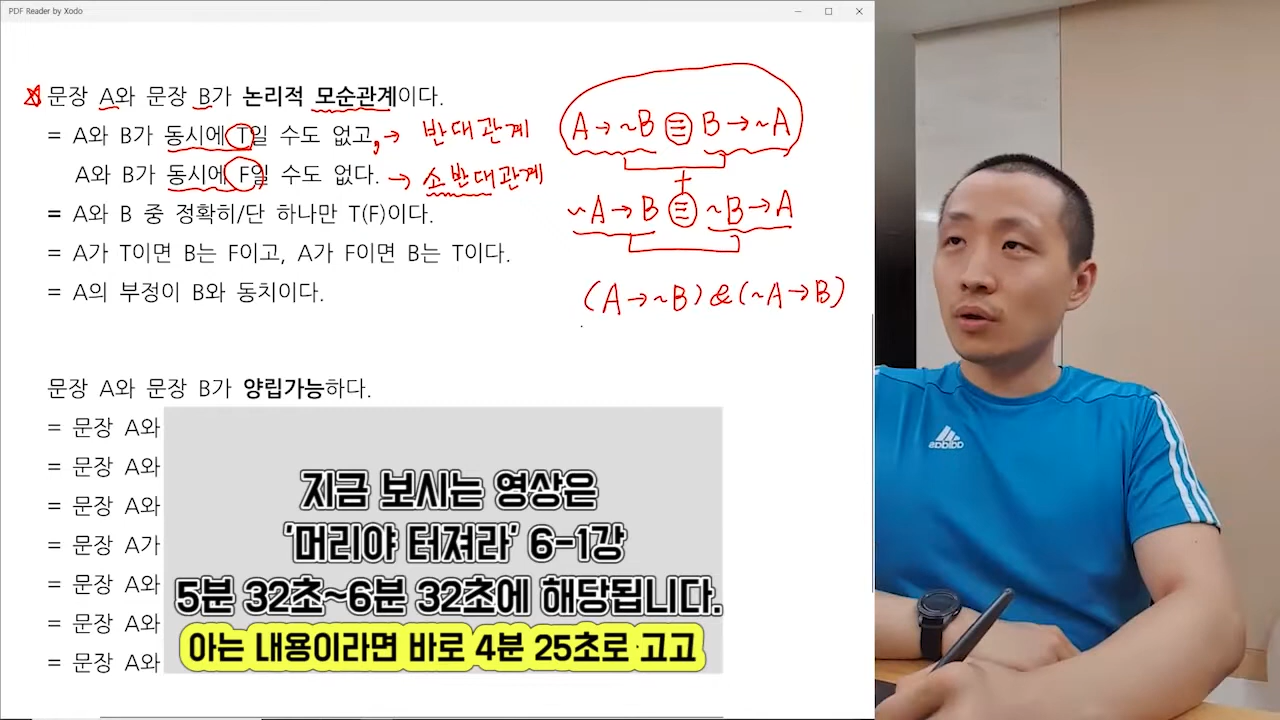 PDF Reader by Xodo
문장 A와 문장 B가 논리적 모순관계이다.
= A와 B가 동시에 T일 수도 없고, → 반대관계
A와 B가 동시에 F일 수도 없다. → 소반대관계
= A와 B 중 정확히/단 하나만 T(F)이다.
= A가 T이면 B는 F이고, A가 F이면 B는 T이다.
= A의 부정이 B와 동치이다.
A→~B ≡ B→~A
+
~A→B ≡ ~B→A
(A→~B) & (~A→B)
문장 A와 문장 B가 양립가능하다.
= 문장 A와
= 문장 A와
= 문장 A와
= 문장 A가
= 문장 A와
= 문장 A와
= 문장 A와
지금 보시는 영상은
'머리야 터져라' 6-1강
5분 32초~6분 32초에 해당됩니다.
아는 내용이라면 바로 4분 25초로 고고
adidas